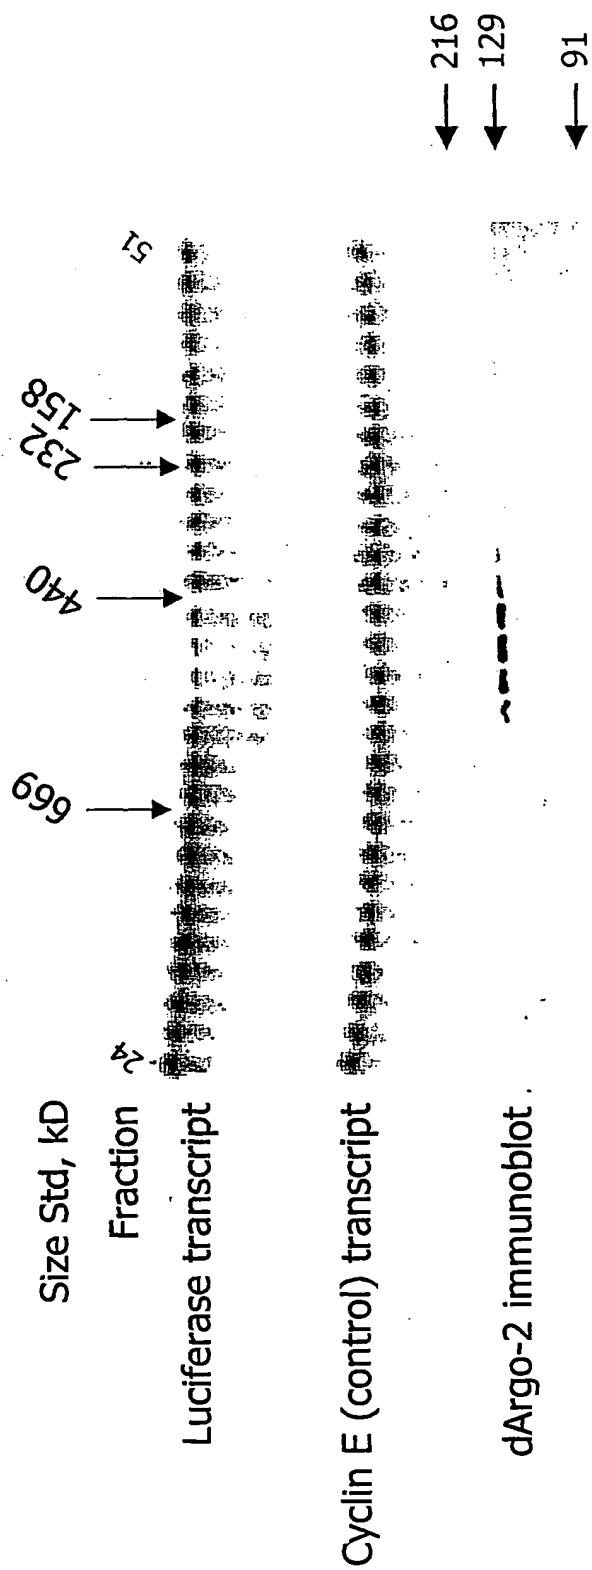 Size Std, kD
669
440
232
158
Fraction
24
51
Luciferase transcript
Cyclin E (control) transcript
dArgo-2 immunoblot
216
129
91